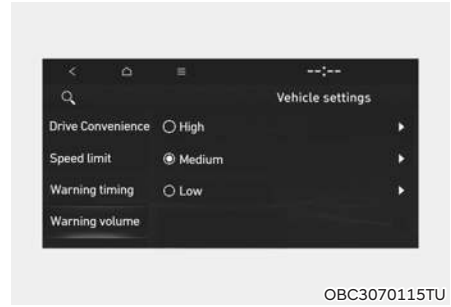 --:--
Vehicle settings
Drive Convenience
High
Speed limit
Medium
Warning timing
Low
Warning volume
OBC3070115TU